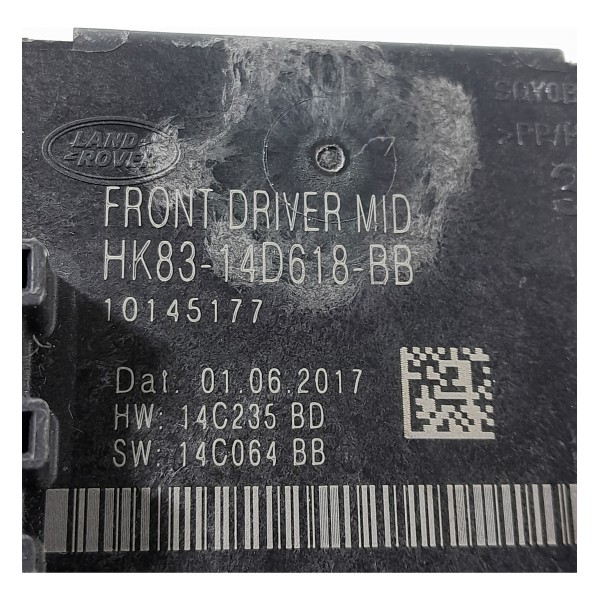 LAND-
ROVER
FRONT DRIVER MID
HK83-14D618-BB
10145177
Dat. 01.06.2017
HW: 14C235 BD
SW: 14C064 BB